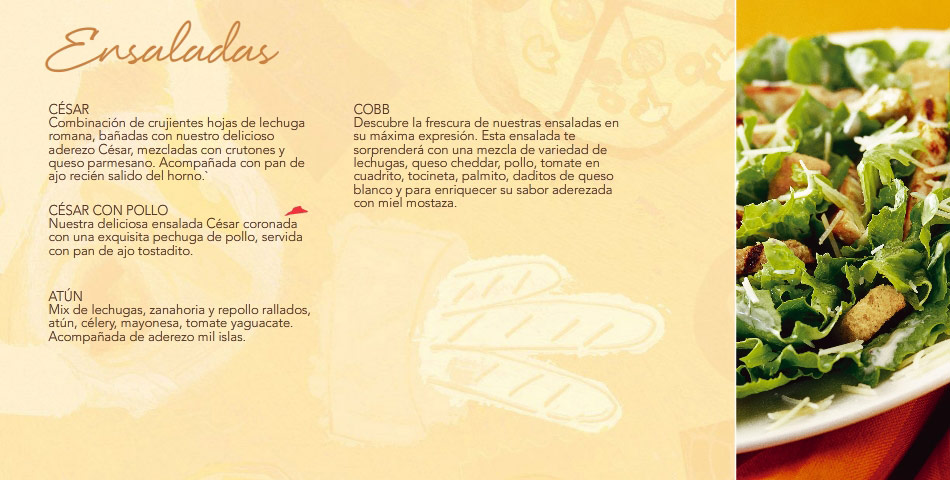 Ensaladas
CÉSAR
Combinación de crujientes hojas de lechuga
romana, bañadas con nuestro delicioso
aderezo César, mezcladas con crutones y
queso parmesano. Acompañada con pan de
ajo recién salido del horno.`
CÉSAR CON POLLO
Nuestra deliciosa ensalada César coronada
con una exquisita pechuga de pollo, servida
con pan de ajo tostadito.
ATÚN
Mix de lechugas, zanahoria y repollo rallados,
atún, célery, mayonesa, tomate yaguacate.
Acompañada de aderezo mil islas.
COBB
Descubre la frescura de nuestras ensaladas en
su máxima expresión. Esta ensalada te
sorprenderá con una mezcla de variedad de
lechugas, queso cheddar, pollo, tomate en
cuadrito, tocineta, palmito, daditos de queso
blanco y para enriquecer su sabor aderezada
con miel mostaza.